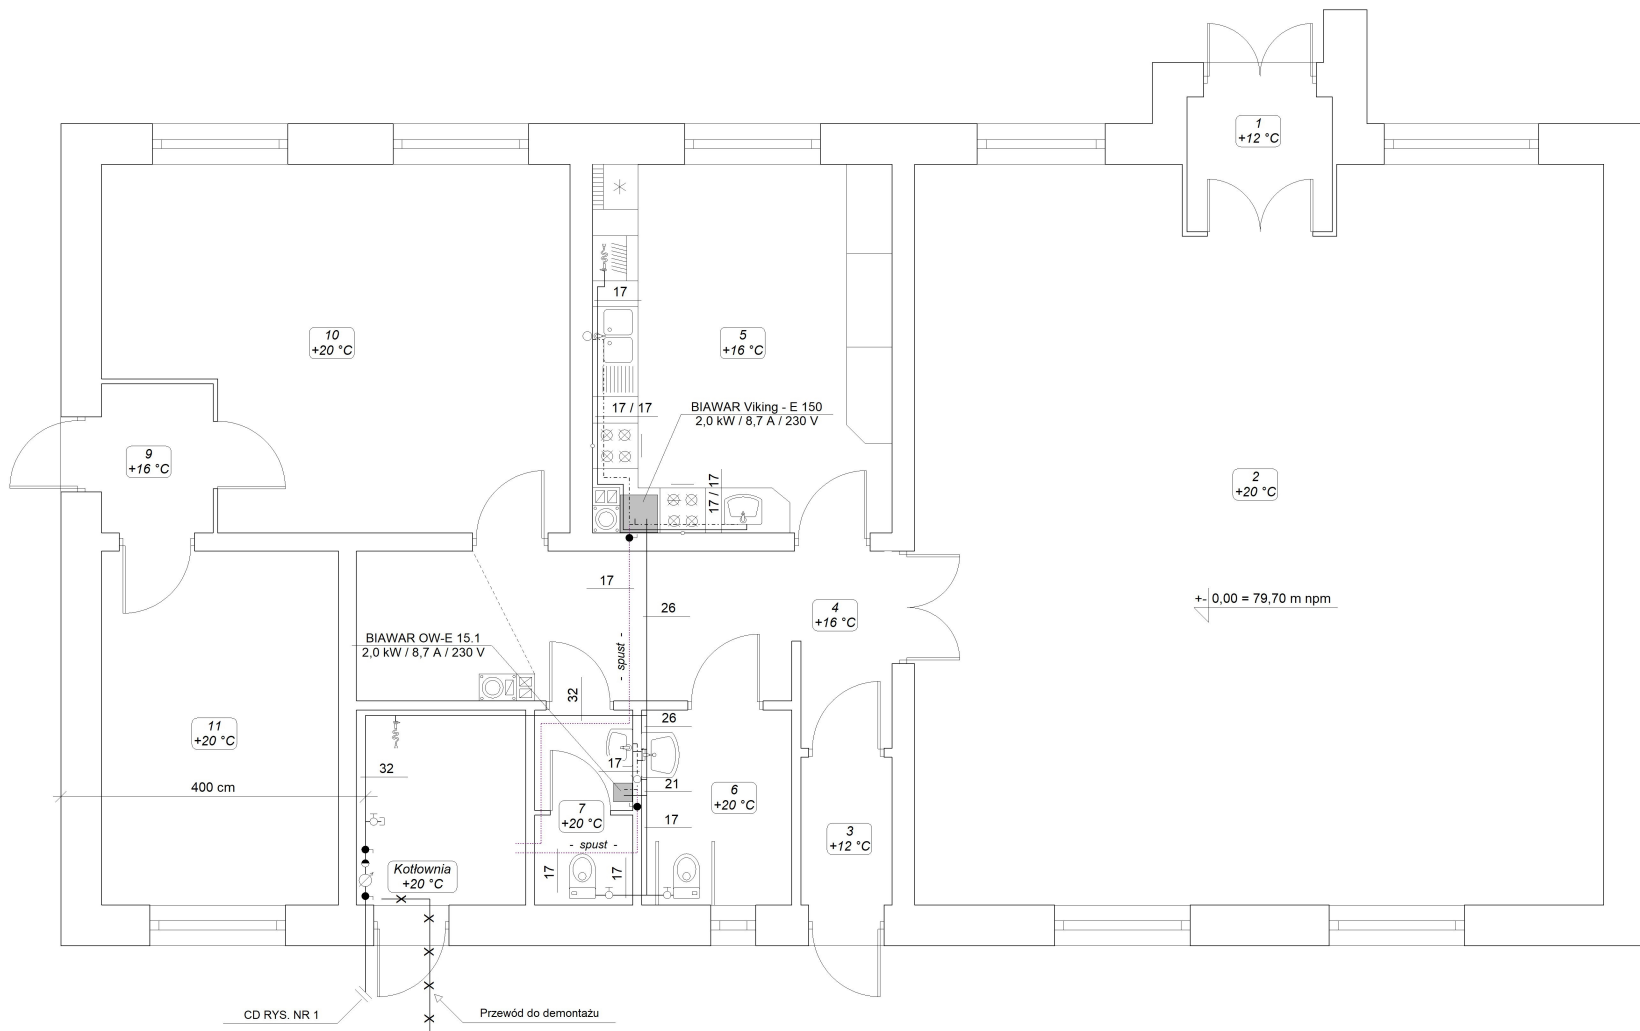 1
+12 °C
10
+20 °C
17
5
+16 °C
17 / 17
BIAWAR Viking - E 150
2,0 kW / 8,7 A / 230 V
9
+16 °C
17 / 17
2
+20 °C
17
26
4
+16 °C
+- 0,00 = 79,70 m npm
BIAWAR OW-E 15.1
2,0 kW / 8,7 A / 230 V
- spust -
32
26
11
+20 °C
32
17
21
400 cm
6
+20 °C
7
+20 °C
17
3
+12 °C
- spust -
17
17
Kotłownia
+20 °C
CD RYS. NR 1
Przewód do demontażu